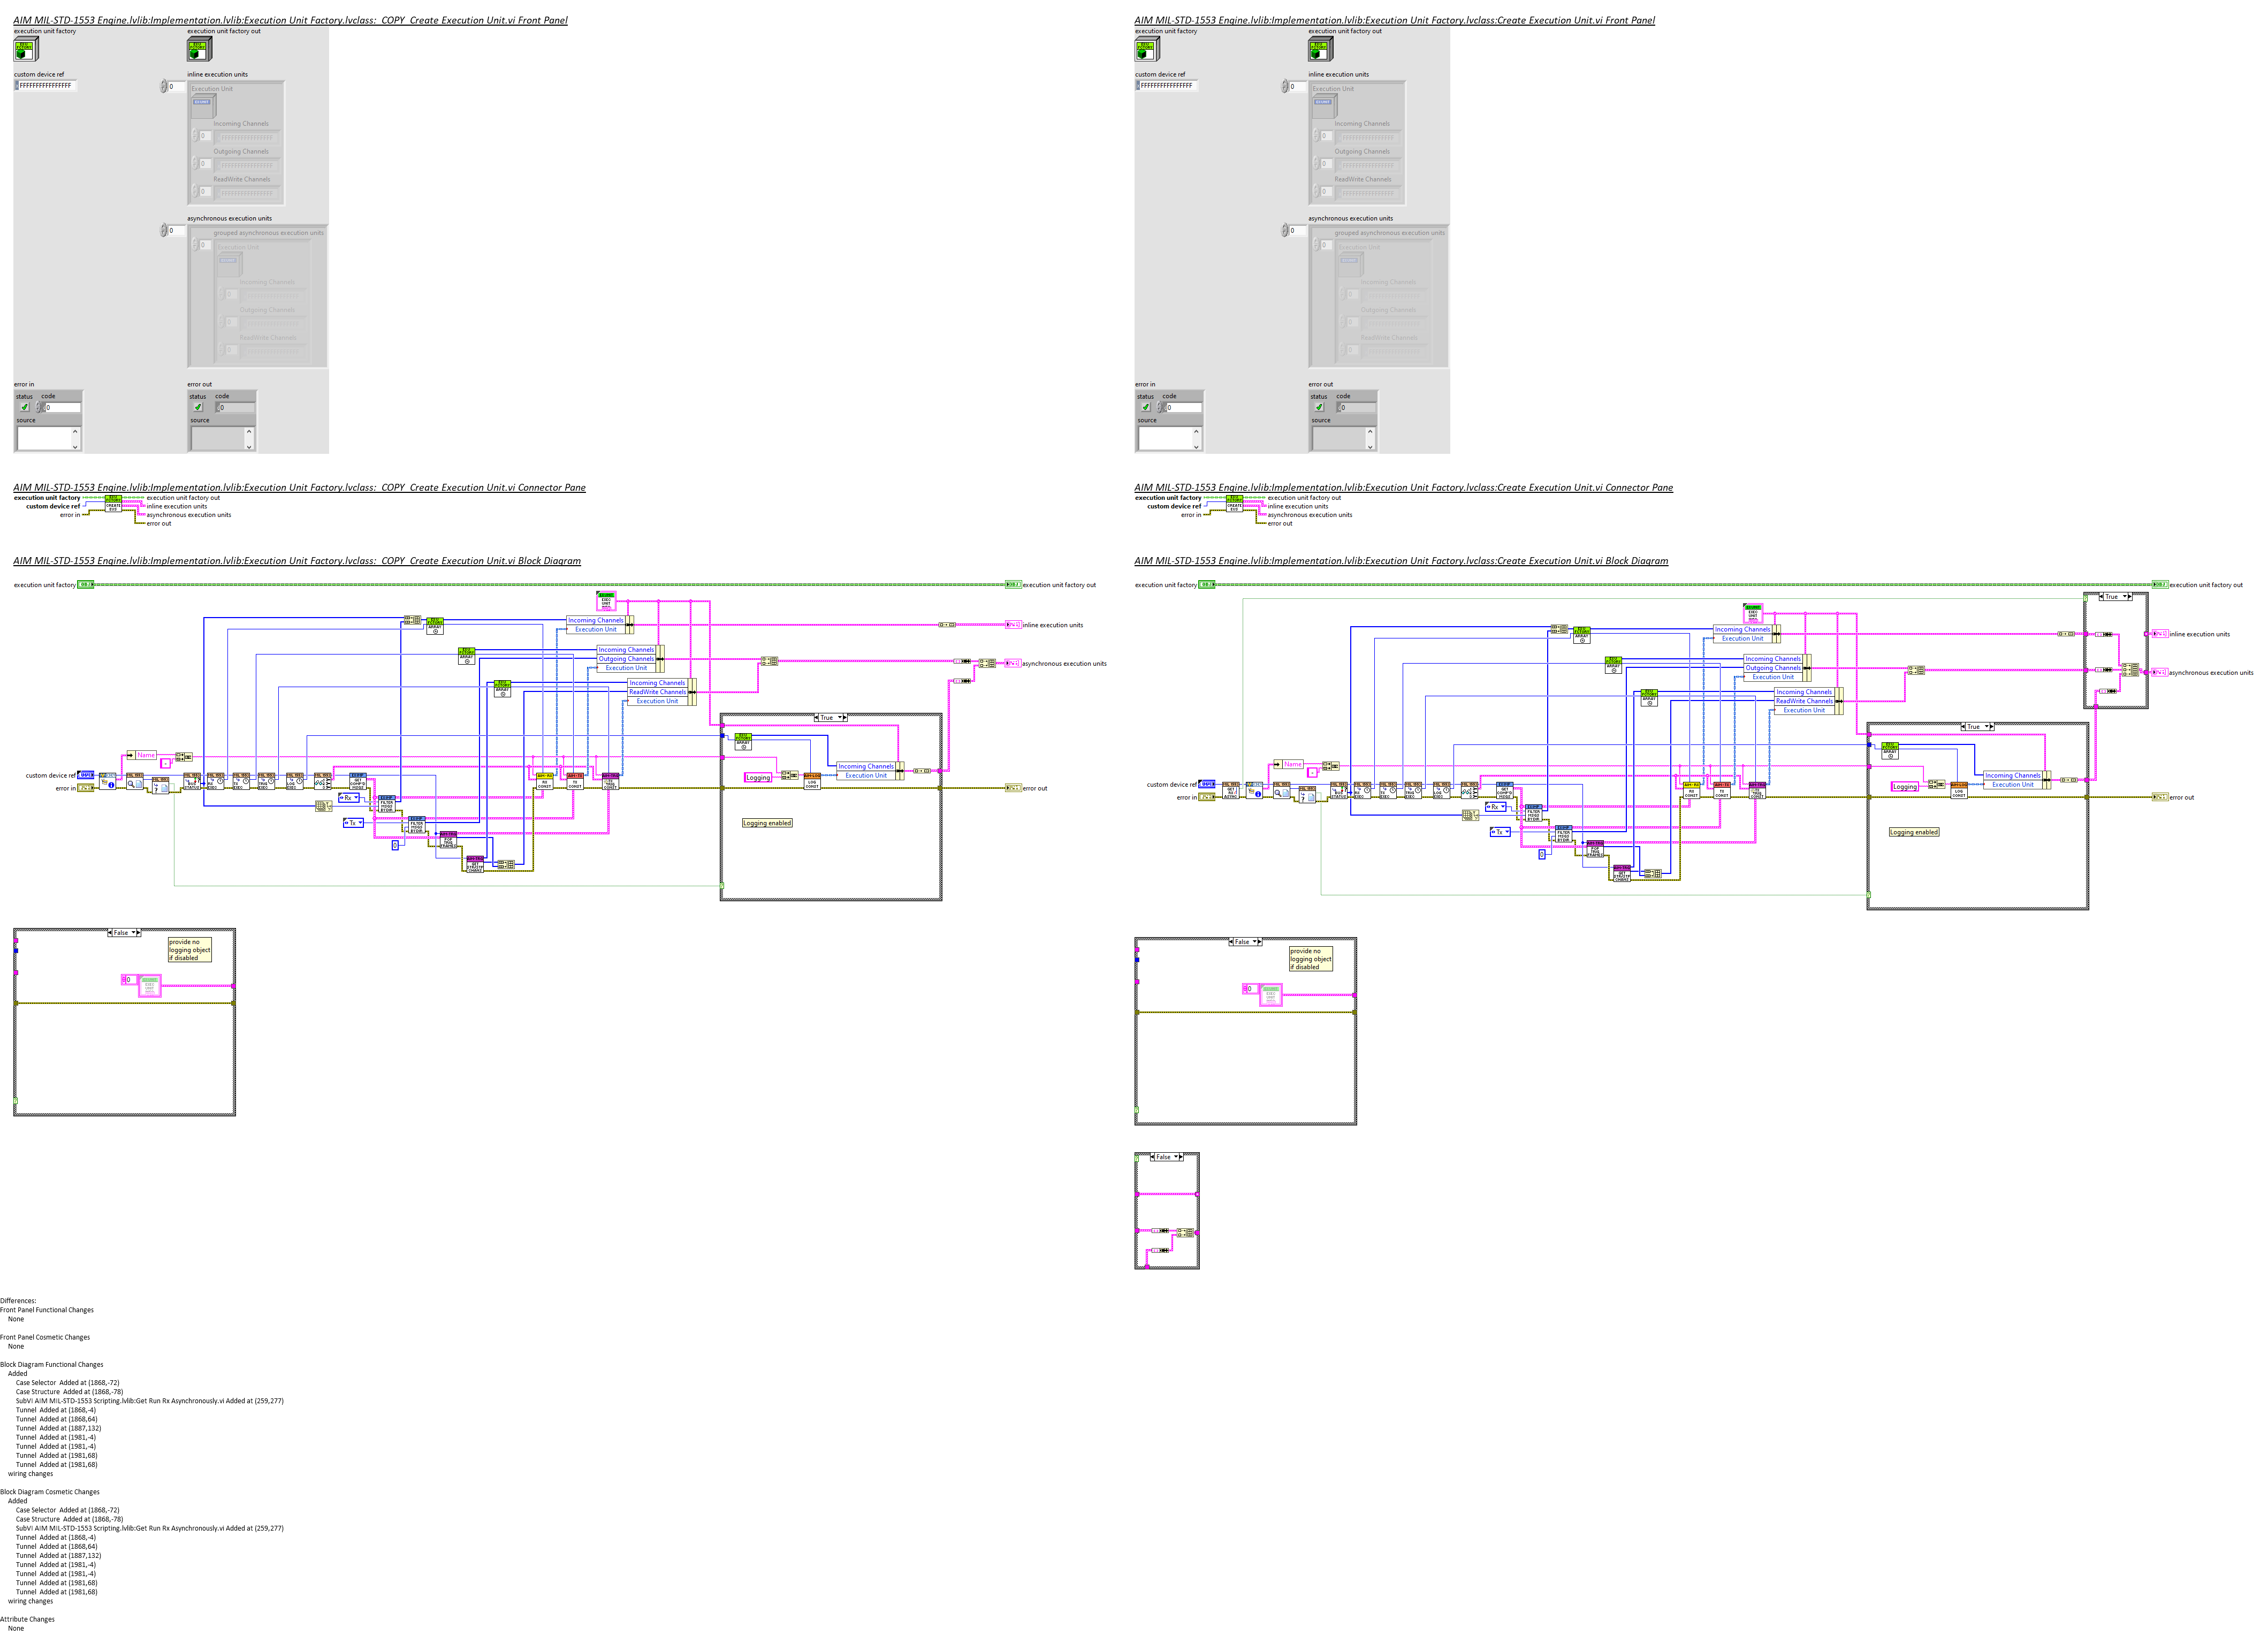 AIM MIL-STD-1553 Engine.lvlib:Implementation.lvlib:Execution Unit Factory.lvclass:_COPY_Create Execution Unit.vi Front Panel
execution unit factory
execution unit factory out
custom device ref
FFFFFFFFFFFFFFFF
inline execution units
0
Execution Unit
Incoming Channels
0
Outgoing Channels
0
ReadWrite Channels
0
asynchronous execution units
0
grouped asynchronous execution units
0
Execution Unit
Incoming Channels
0
Outgoing Channels
0
ReadWrite Channels
0
error in
status code
0
source
error out
status code
0
source
AIM MIL-STD-1553 Engine.lvlib:Implementation.lvlib:Execution Unit Factory.lvclass:_COPY_Create Execution Unit.vi Connector Pane
execution unit factory
custom device ref
error in
execution unit factory out
inline execution units
asynchronous execution units
error out
AIM MIL-STD-1553 Engine.lvlib:Implementation.lvlib:Execution Unit Factory.lvclass:_COPY_Create Execution Unit.vi Block Diagram
execution unit factory
execution unit factory out
Incoming Channels
Execution Unit
inline execution units
Incoming Channels
Outgoing Channels
Execution Unit
asynchronous execution units
Incoming Channels
ReadWrite Channels
Execution Unit
True
Name
custom device ref
error in
Rx
Tx
0
Logging
Incoming Channels
Execution Unit
error out
Logging enabled
False
provide no
logging object
if disabled
0
AIM MIL-STD-1553 Engine.lvlib:Implementation.lvlib:Execution Unit Factory.lvclass:Create Execution Unit.vi Front Panel
execution unit factory
execution unit factory out
custom device ref
FFFFFFFFFFFFFFFF
inline execution units
0
Execution Unit
Incoming Channels
0
Outgoing Channels
0
ReadWrite Channels
0
asynchronous execution units
0
grouped asynchronous execution units
0
Execution Unit
Incoming Channels
0
Outgoing Channels
0
ReadWrite Channels
0
error in
status code
0
source
error out
status code
0
source
AIM MIL-STD-1553 Engine.lvlib:Implementation.lvlib:Execution Unit Factory.lvclass:Create Execution Unit.vi Connector Pane
execution unit factory
custom device ref
error in
execution unit factory out
inline execution units
asynchronous execution units
error out
AIM MIL-STD-1553 Engine.lvlib:Implementation.lvlib:Execution Unit Factory.lvclass:Create Execution Unit.vi Block Diagram
execution unit factory
execution unit factory out
True
Incoming Channels
Execution Unit
inline execution units
Incoming Channels
Outgoing Channels
Execution Unit
asynchronous execution units
Incoming Channels
ReadWrite Channels
Execution Unit
True
Name
custom device ref
error in
Rx
Tx
0
Logging
Incoming Channels
Execution Unit
error out
Logging enabled
False
provide no
logging object
if disabled
0
False
Differences:
Front Panel Functional Changes
None
Front Panel Cosmetic Changes
None
Block Diagram Functional Changes
Added
Case Selector Added at (1868,-72)
Case Structure Added at (1868,-78)
SubVI AIM MIL-STD-1553 Scripting.lvlib:Get Run Rx Asynchronously.vi Added at (259,277)
Tunnel Added at (1868,-4)
Tunnel Added at (1868,64)
Tunnel Added at (1887,132)
Tunnel Added at (1981,-4)
Tunnel Added at (1981,-4)
Tunnel Added at (1981,68)
Tunnel Added at (1981,68)
wiring changes
Block Diagram Cosmetic Changes
Added
Case Selector Added at (1868,-72)
Case Structure Added at (1868,-78)
SubVI AIM MIL-STD-1553 Scripting.lvlib:Get Run Rx Asynchronously.vi Added at (259,277)
Tunnel Added at (1868,-4)
Tunnel Added at (1868,64)
Tunnel Added at (1887,132)
Tunnel Added at (1981,-4)
Tunnel Added at (1981,-4)
Tunnel Added at (1981,68)
Tunnel Added at (1981,68)
wiring changes
Attribute Changes
None